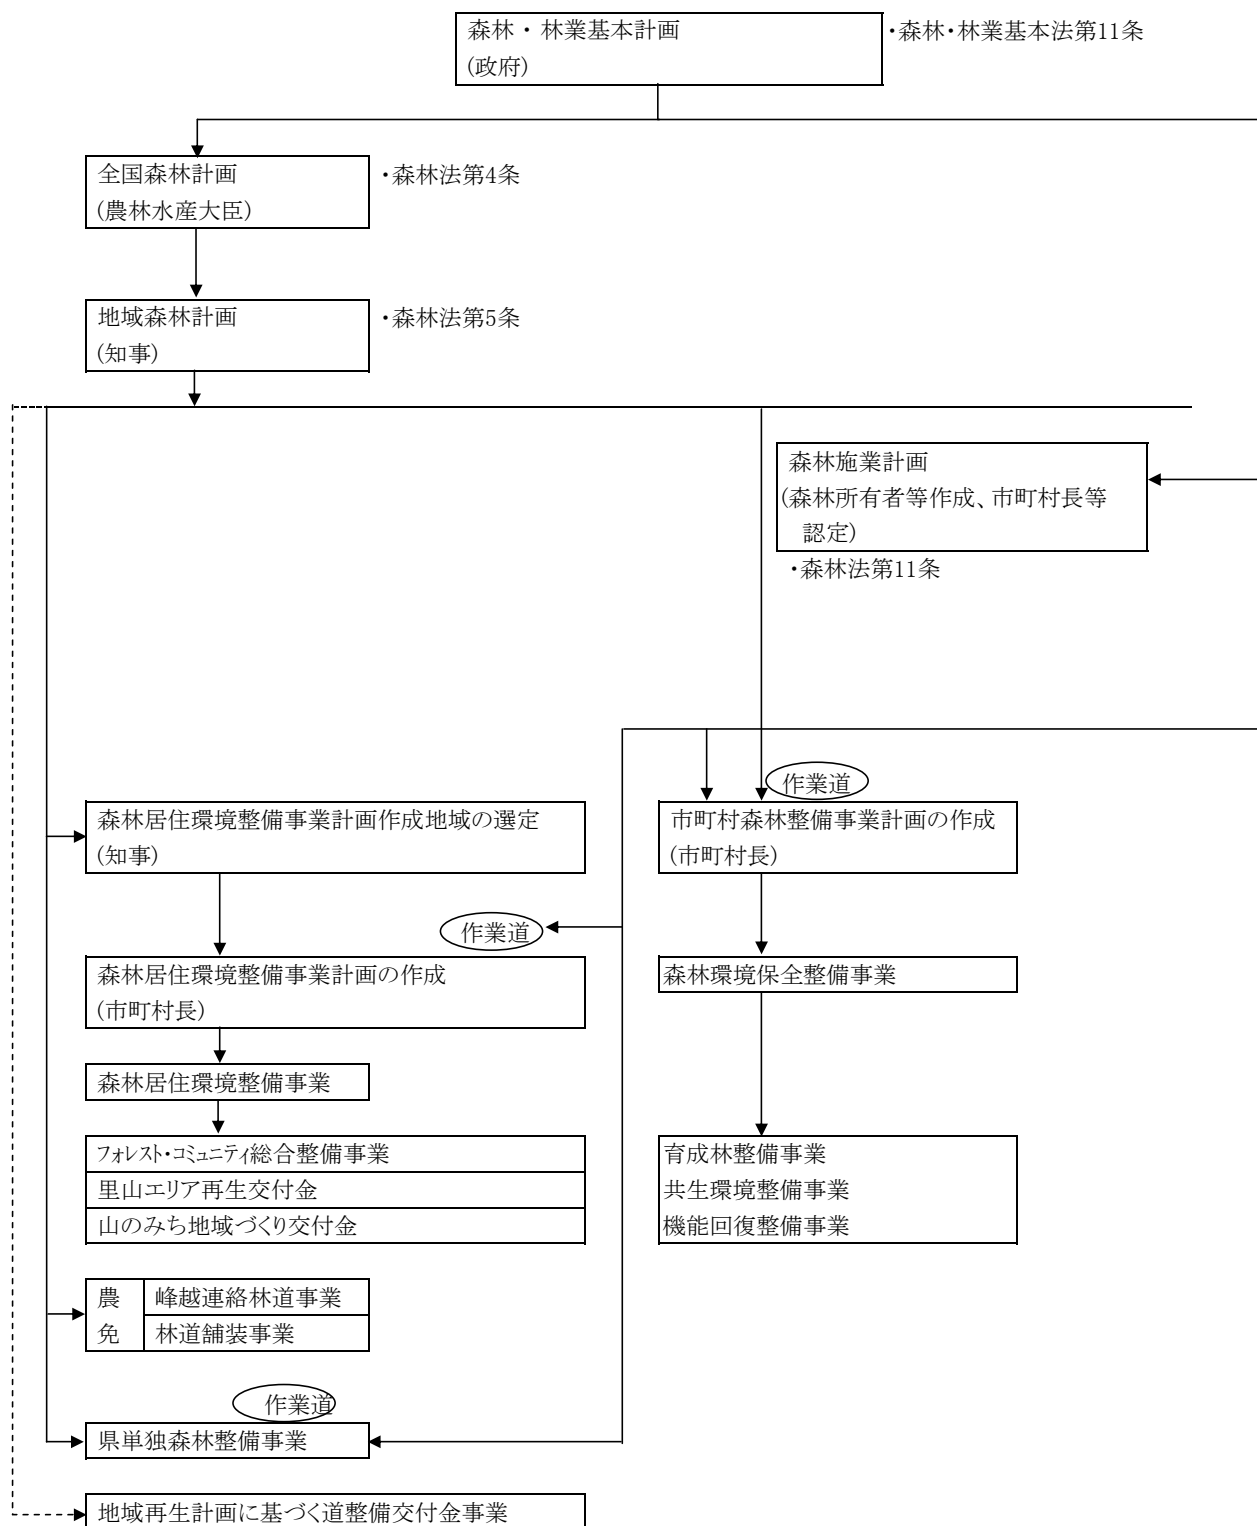 森林・林業基本計画
(政府)
・森林・林業基本法第11条
全国森林計画
(農林水産大臣)
・森林法第4条
地域森林計画
(知事)
・森林法第5条
森林施業計画
(森林所有者等作成、市町村長等
認定)
・森林法第11条
作業道
森林居住環境整備事業計画作成地域の選定
(知事)
市町村森林整備事業計画の作成
(市町村長)
作業道
森林居住環境整備事業計画の作成
(市町村長)
森林環境保全整備事業
森林居住環境整備事業
フォレスト・コミュニティ総合整備事業
里山エリア再生交付金
山のみち地域づくり交付金
育成林整備事業
共生環境整備事業
機能回復整備事業
農 峰越連絡林道事業
免 林道舗装事業
作業道
県単独森林整備事業
地域再生計画に基づく道整備交付金事業